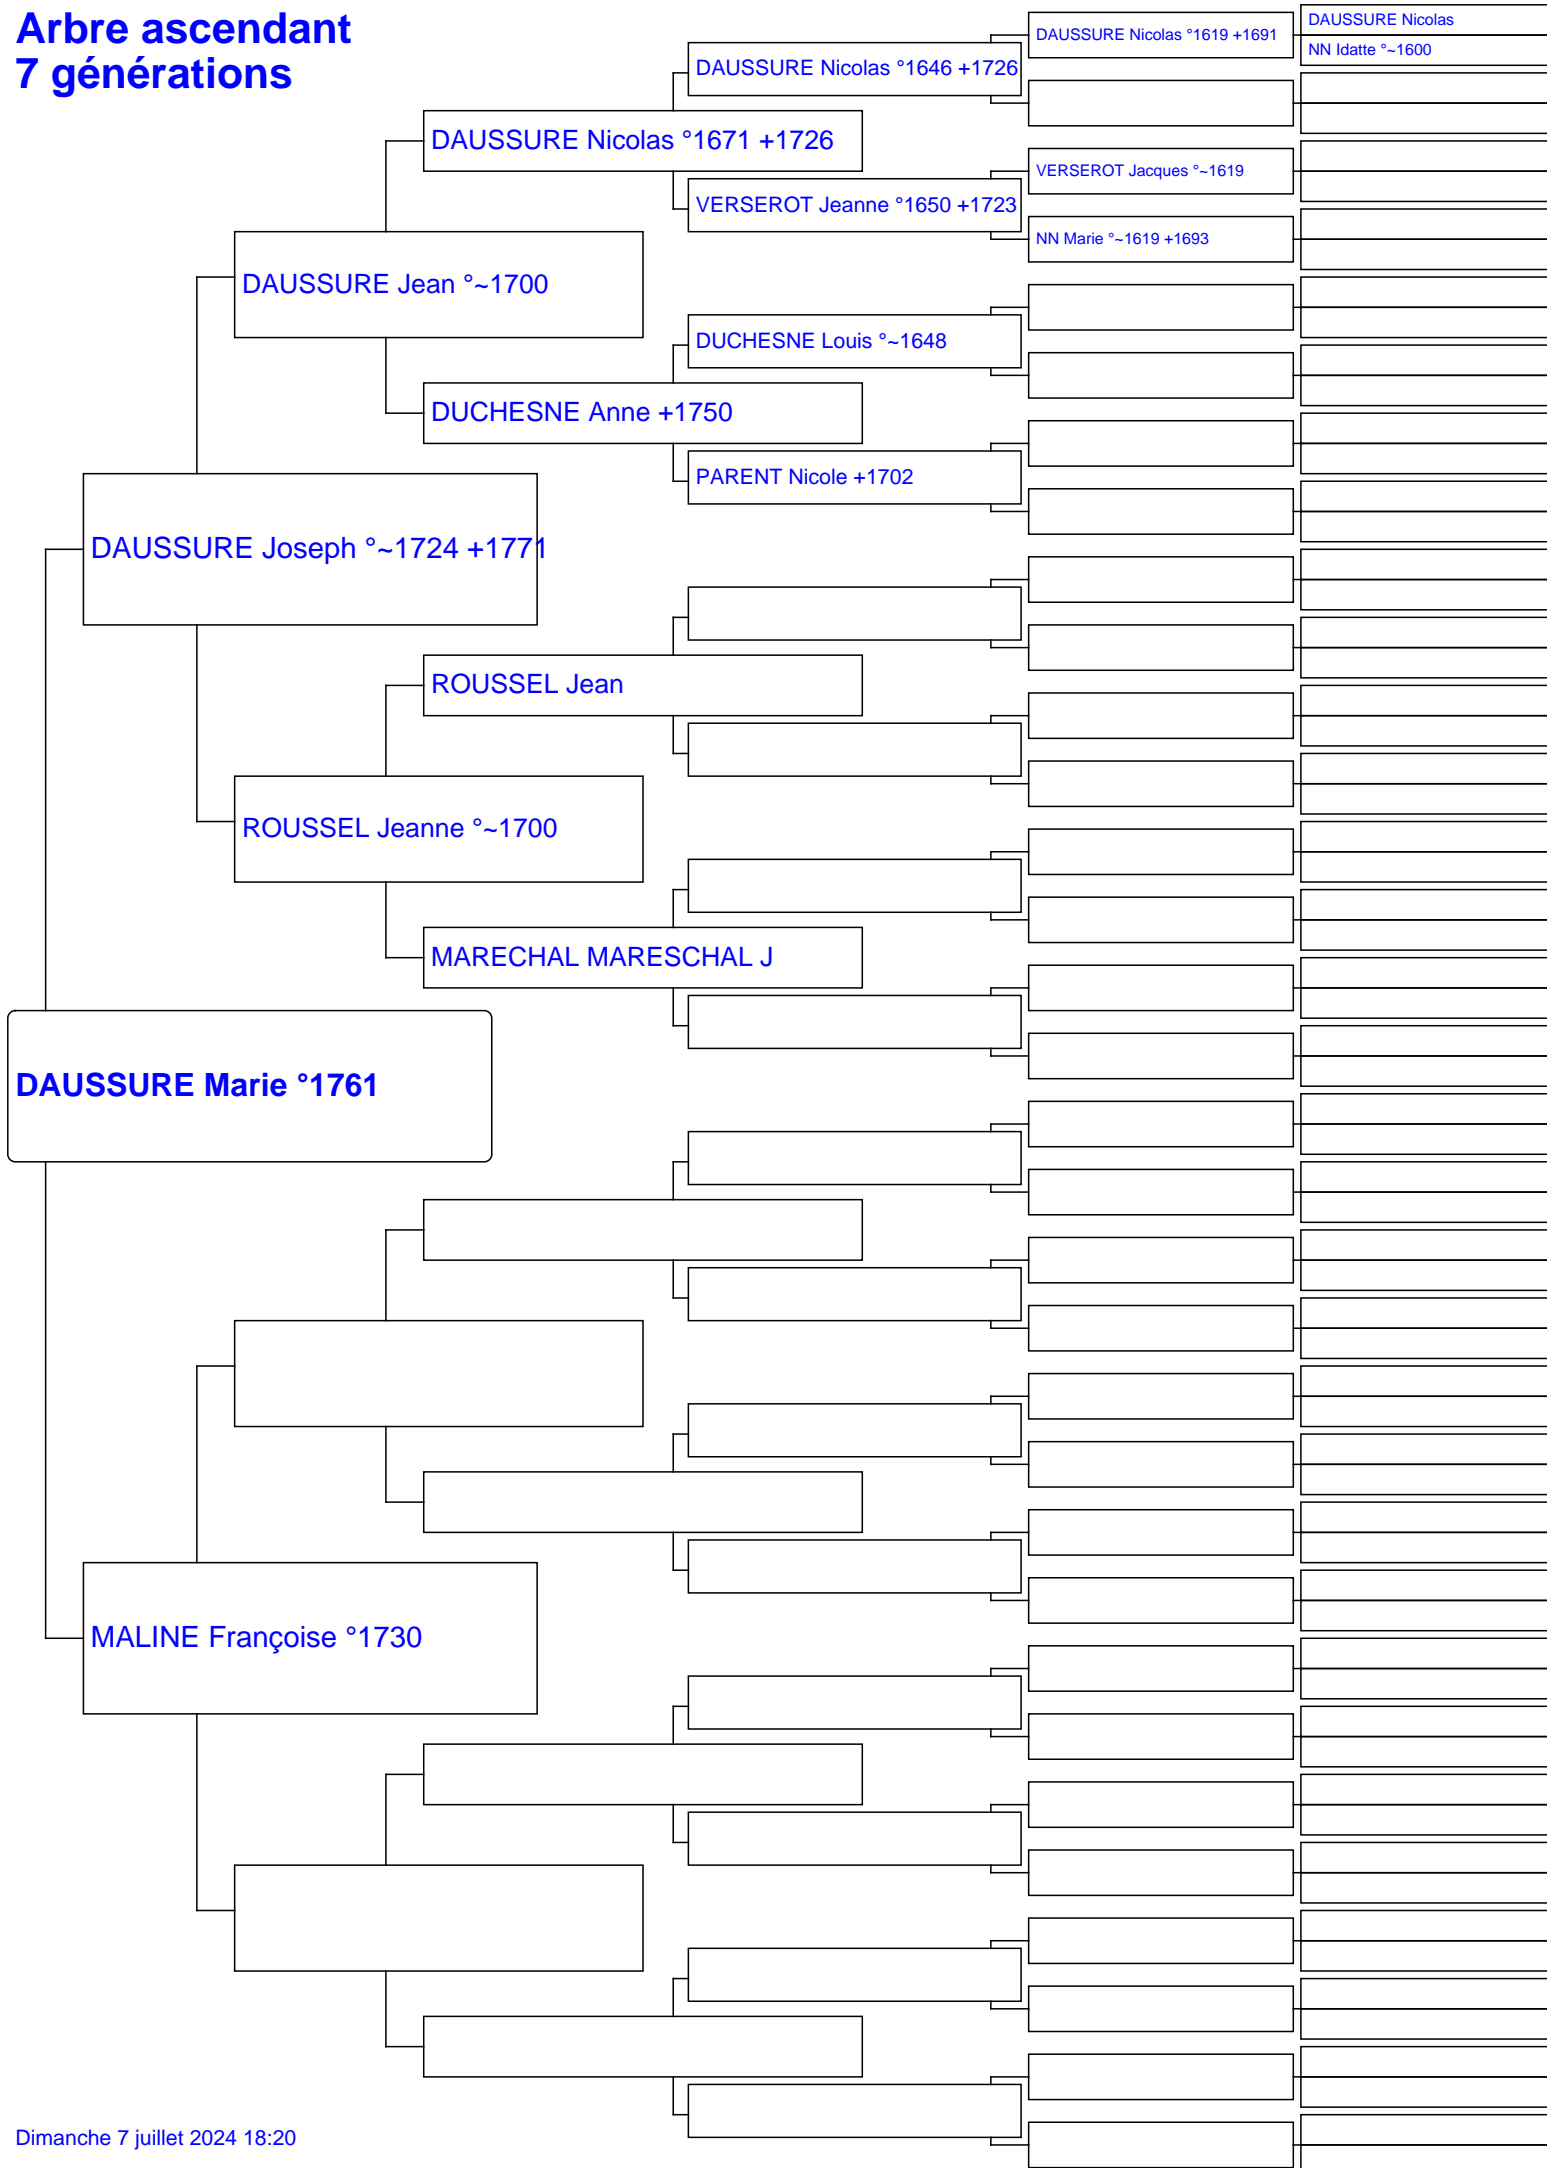 Arbre ascendant
7 générations
DAUSSURE Nicolas
NN Idatte °~1600
DAUSSURE Nicolas °1619 +1691
DAUSSURE Nicolas °1646 +1726
DAUSSURE Nicolas °1671 +1726
VERSEROT Jacques °~1619
VERSEROT Jeanne °1650 +1723
NN Marie °~1619 +1693
DAUSSURE Jean °~1700
DUCHESNE Louis °~1648
DUCHESNE Anne +1750
PARENT Nicole +1702
DAUSSURE Joseph °~1724 +1771
ROUSSEL Jean
ROUSSEL Jeanne °~1700
MARECHAL MARESCHAL J
DAUSSURE Marie °1761
MALINE Françoise °1730
Dimanche 7 juillet 2024 18:20